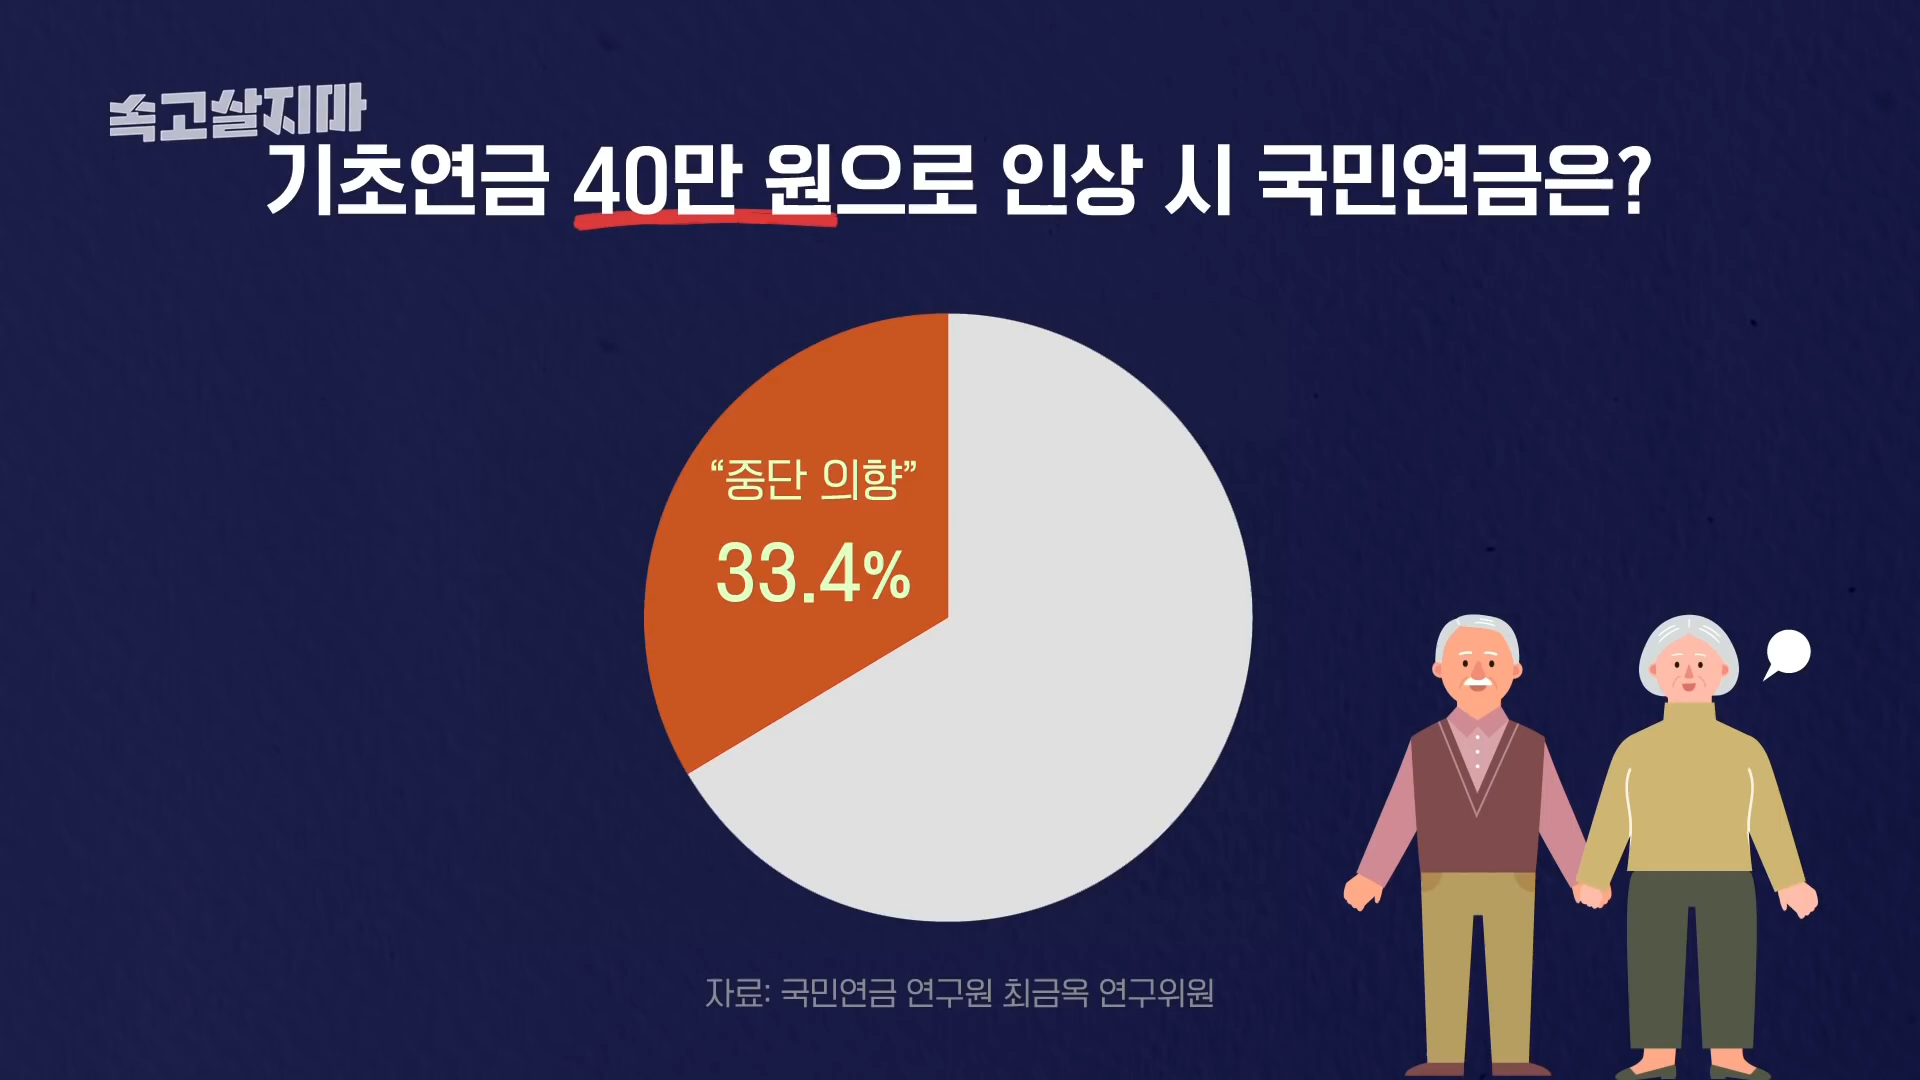 속고살지마
기초연금 40만 원으로 인상 시 국민연금은?
“중단 의향”
33.4%
자료: 국민연금 연구원 최금옥 연구위원